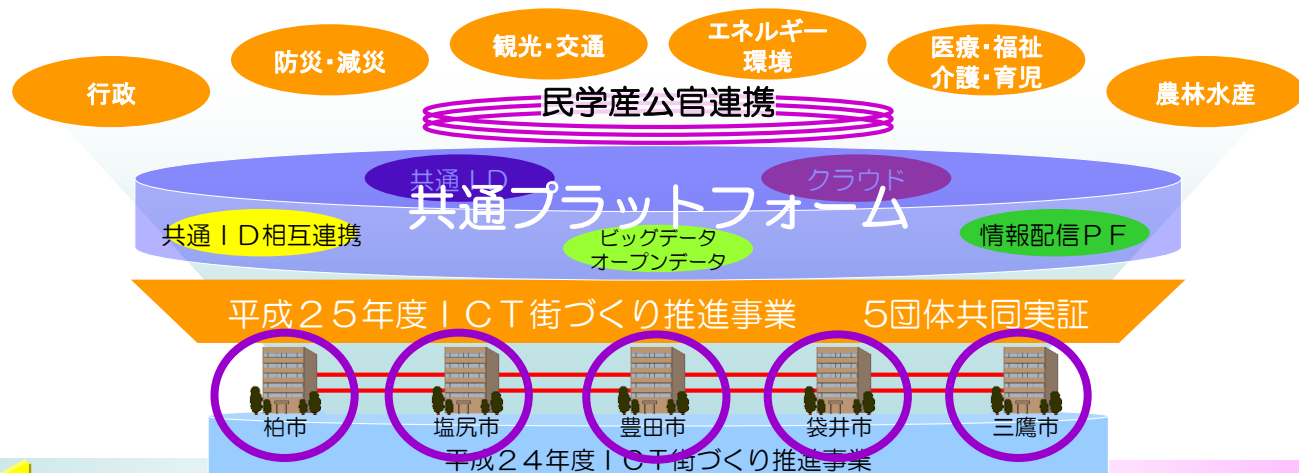 行政
防災・減災
観光・交通
エネルギー
環境
医療・福祉
介護・育児
農林水産
民学産公官連携
共通ＩＤ
クラウド
共通プラットフォーム
共通ＩＤ相互連携
ビッグデータ
オープンデータ
情報配信ＰＦ
平成２５年度ＩＣＴ街づくり推進事業　５団体共同実証
柏市
塩尻市
豊田市
袋井市
三鷹市
平成２４年度ＩＣＴ街づくり推進事業